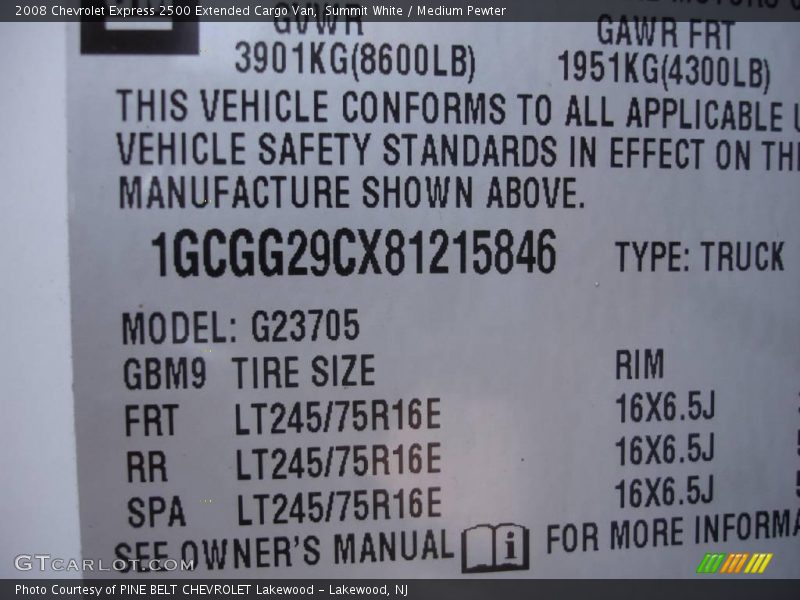 2008 Chevrolet Express 2500 Extended Cargo Van, Summit White / Medium Pewter
GVWR GAWR FRT
3901KG(8600LB) 1951KG(4300LB)
THIS VEHICLE CONFORMS TO ALL APPLICABLE U
VEHICLE SAFETY STANDARDS IN EFFECT ON THE
MANUFACTURE SHOWN ABOVE.
1GCGG29CX81215846 TYPE: TRUCK
MODEL: G23705
GBM9 TIRE SIZE RIM
FRT LT245/75R16E 16X6.5J
RR LT245/75R16E 16X6.5J
SPA LT245/75R16E 16X6.5J
SEE OWNER'S MANUAL i FOR MORE INFORMA
GTcarlot.com
Photo Courtesy of PINE BELT CHEVROLET Lakewood - Lakewood, NJ